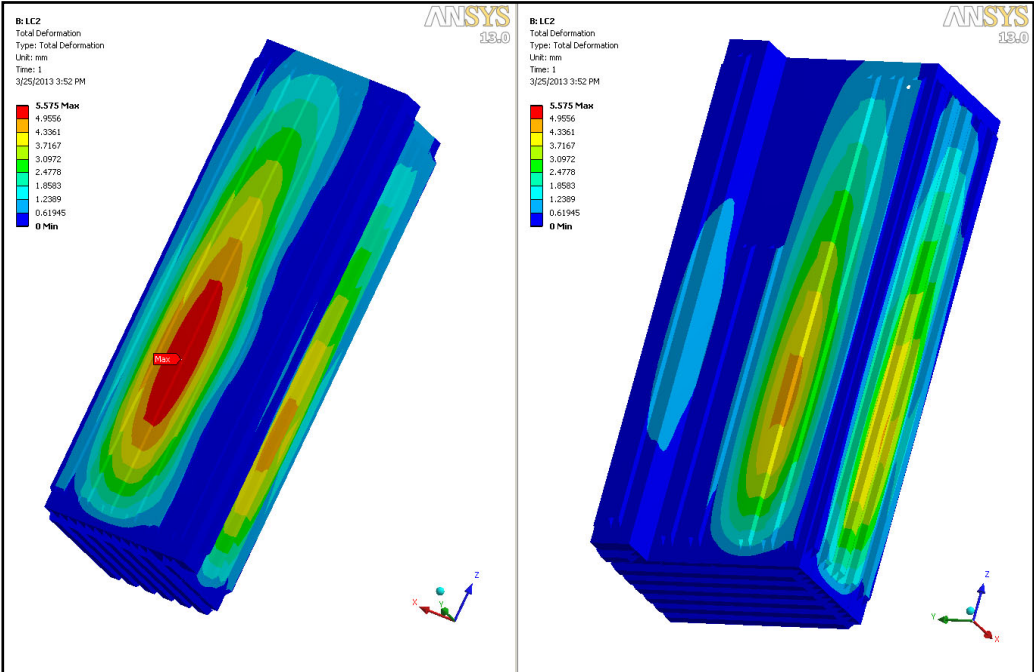 B: LC2
Total Deformation
Type: Total Deformation
Unit: mm
Time: 1
3/25/2013 3:52 PM
5.575 Max
4.9556
4.3361
3.7167
3.0972
2.4778
1.8583
1.2389
0.61945
0 Min
ANSYS
13.0
Max
X
Y
Z
B: LC2
Total Deformation
Type: Total Deformation
Unit: mm
Time: 1
3/25/2013 3:52 PM
5.575 Max
4.9556
4.3361
3.7167
3.0972
2.4778
1.8583
1.2389
0.61945
0 Min
ANSYS
13.0
Z
Y
X